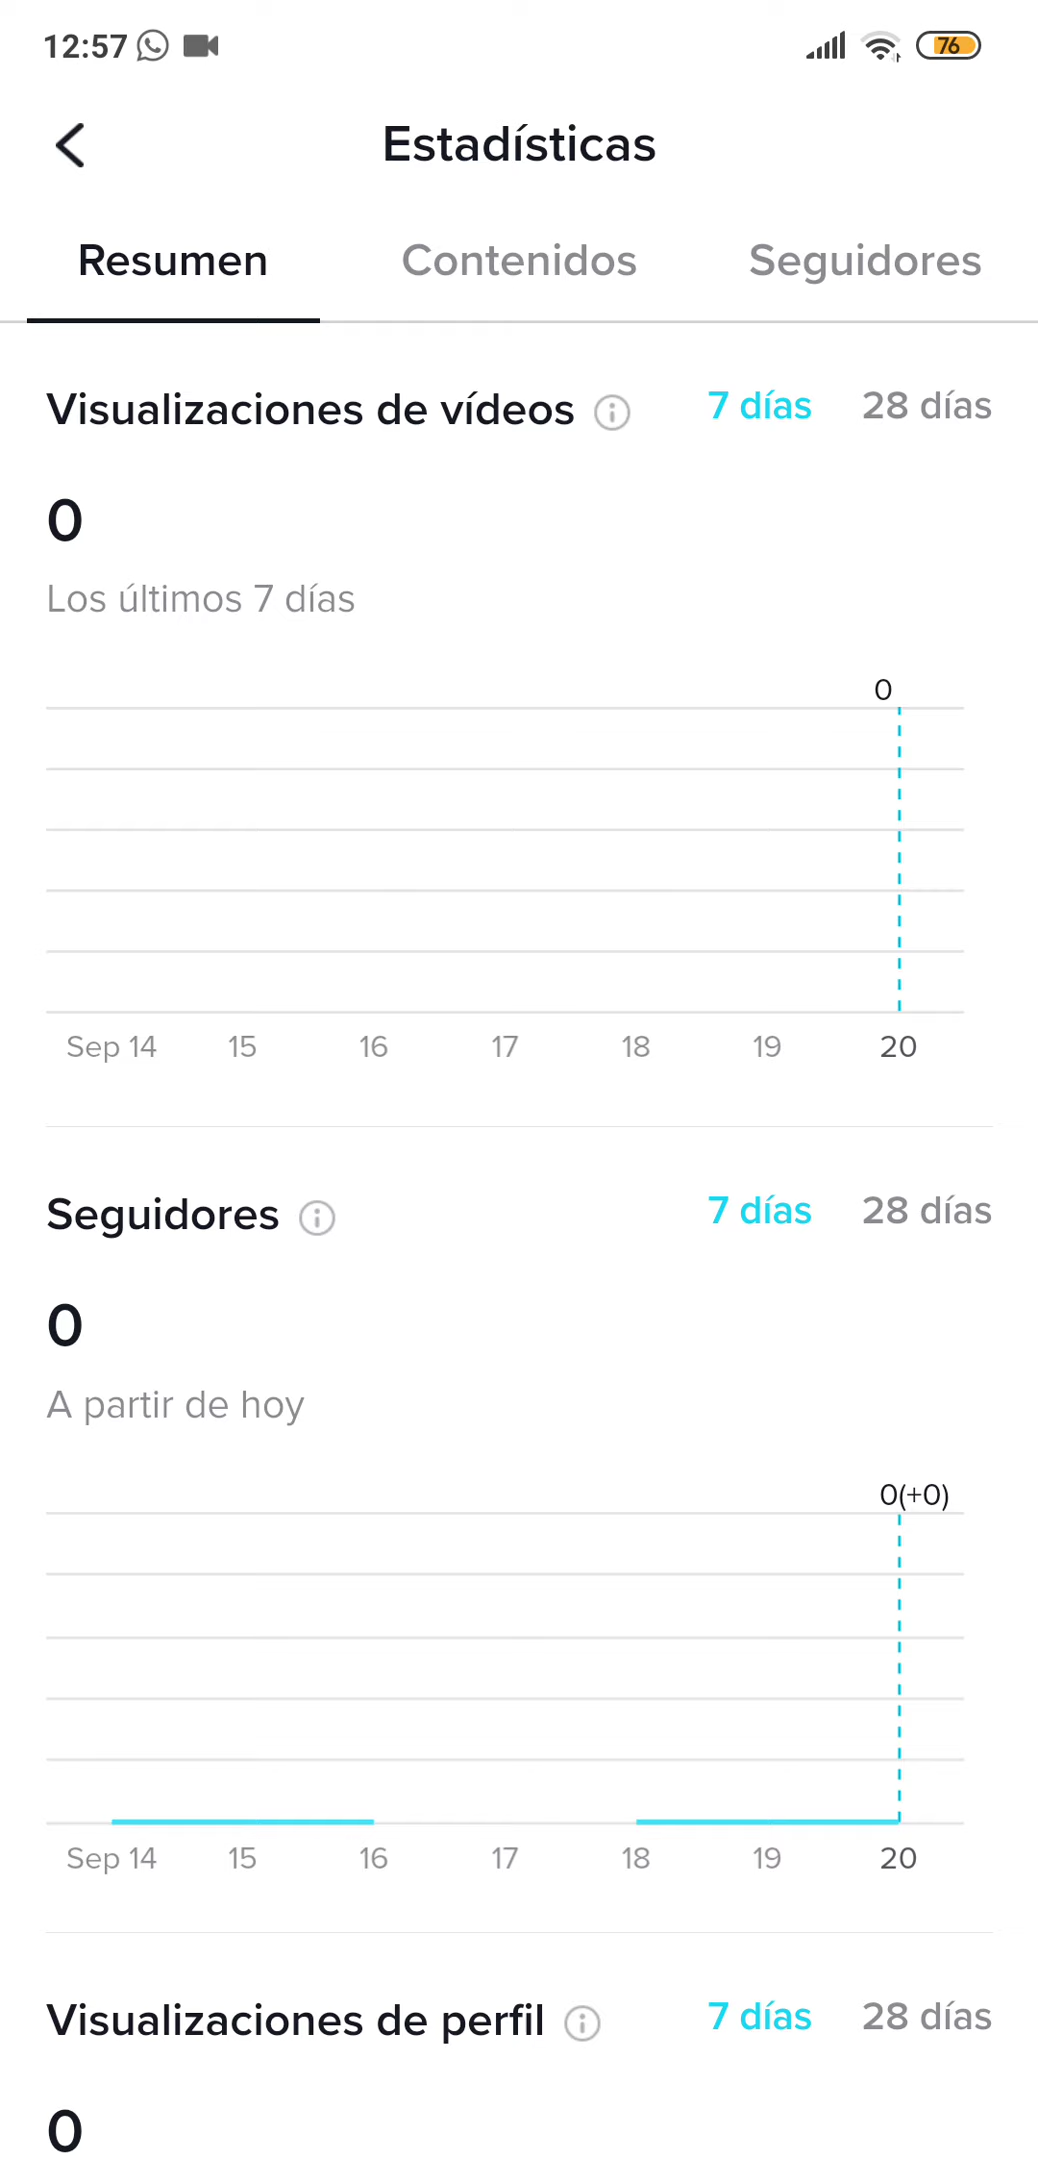 12:57 76
Estadísticas
Resumen Contenidos Seguidores
Visualizaciones de vídeos 7 días 28 días
0
Los últimos 7 días
0
Sep 14 15 16 17 18 19 20
Seguidores 7 días 28 días
0
A partir de hoy
0(+0)
Sep 14 15 16 17 18 19 20
Visualizaciones de perfil 7 días 28 días
0